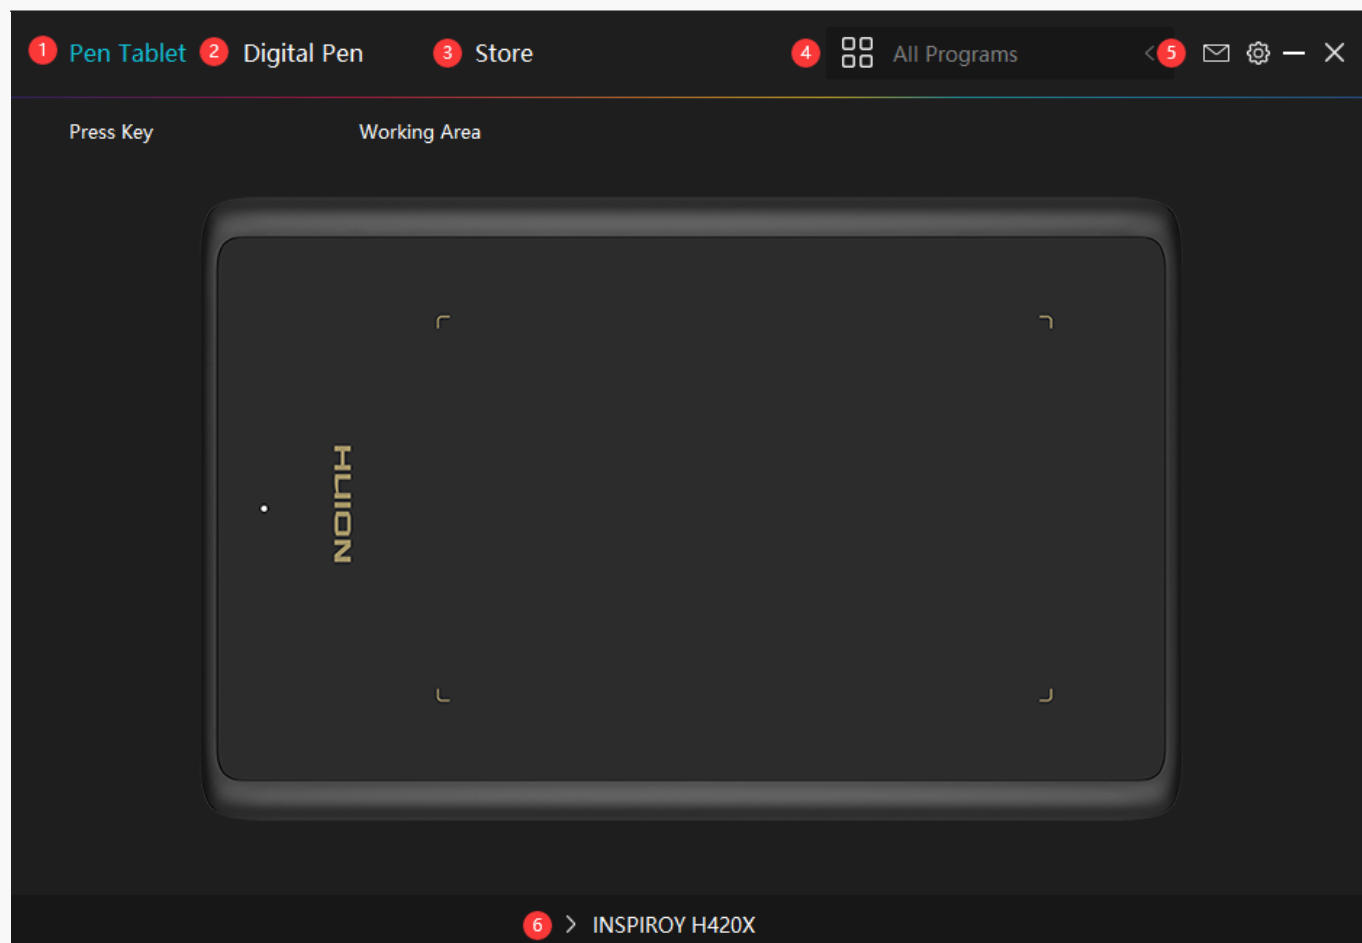 1 Pen Tablet 2 Digital Pen 3 Store 4 All Programs 5
Press Key Working Area
HUION
6 INSPIROY H420X